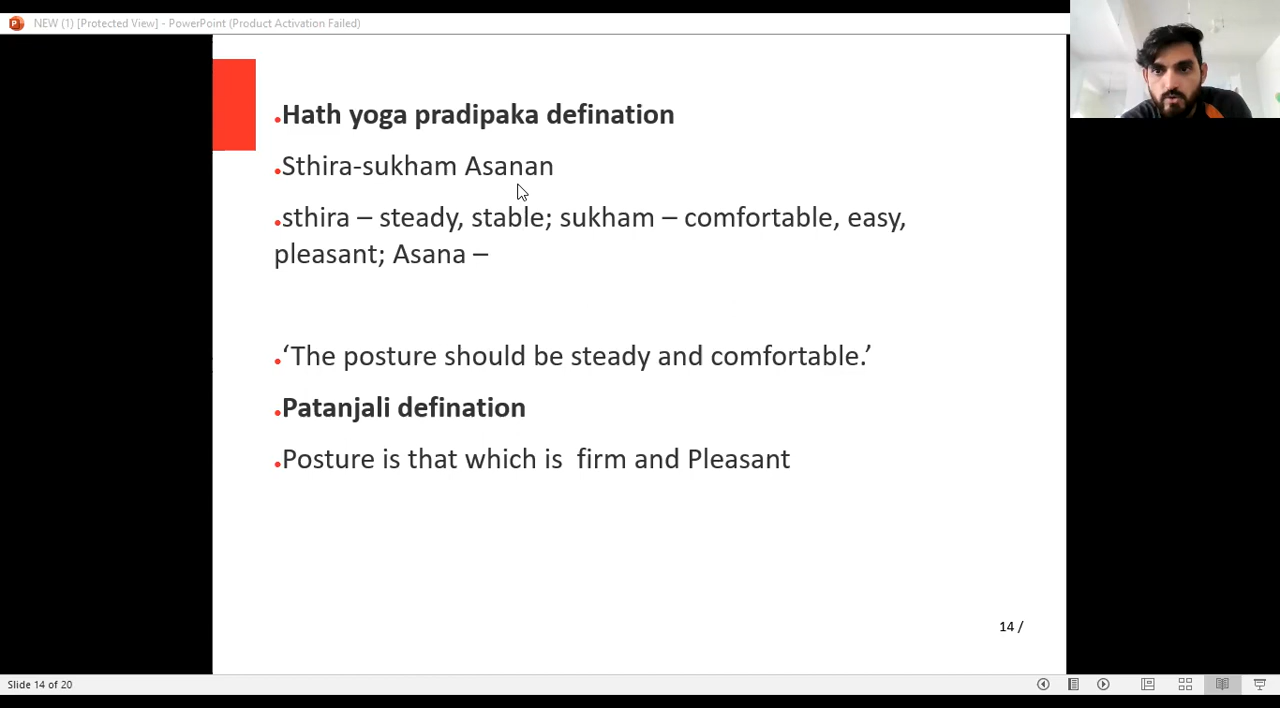 NEW (1) [Protected View] - PowerPoint (Product Activation Failed)
.Hath yoga pradipaka defination
.Sthira-sukham Asanan
.sthira – steady, stable; sukham – comfortable, easy,
pleasant; Asana –
.‘The posture should be steady and comfortable.’
.Patanjali defination
.Posture is that which is  firm and Pleasant
14 /
Slide 14 of 20